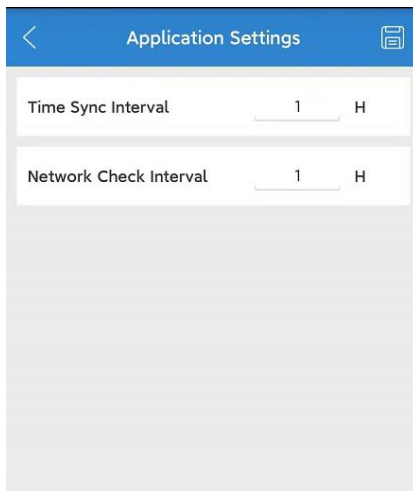 Application Settings
Time Sync Interval 1 H
Network Check Interval 1 H